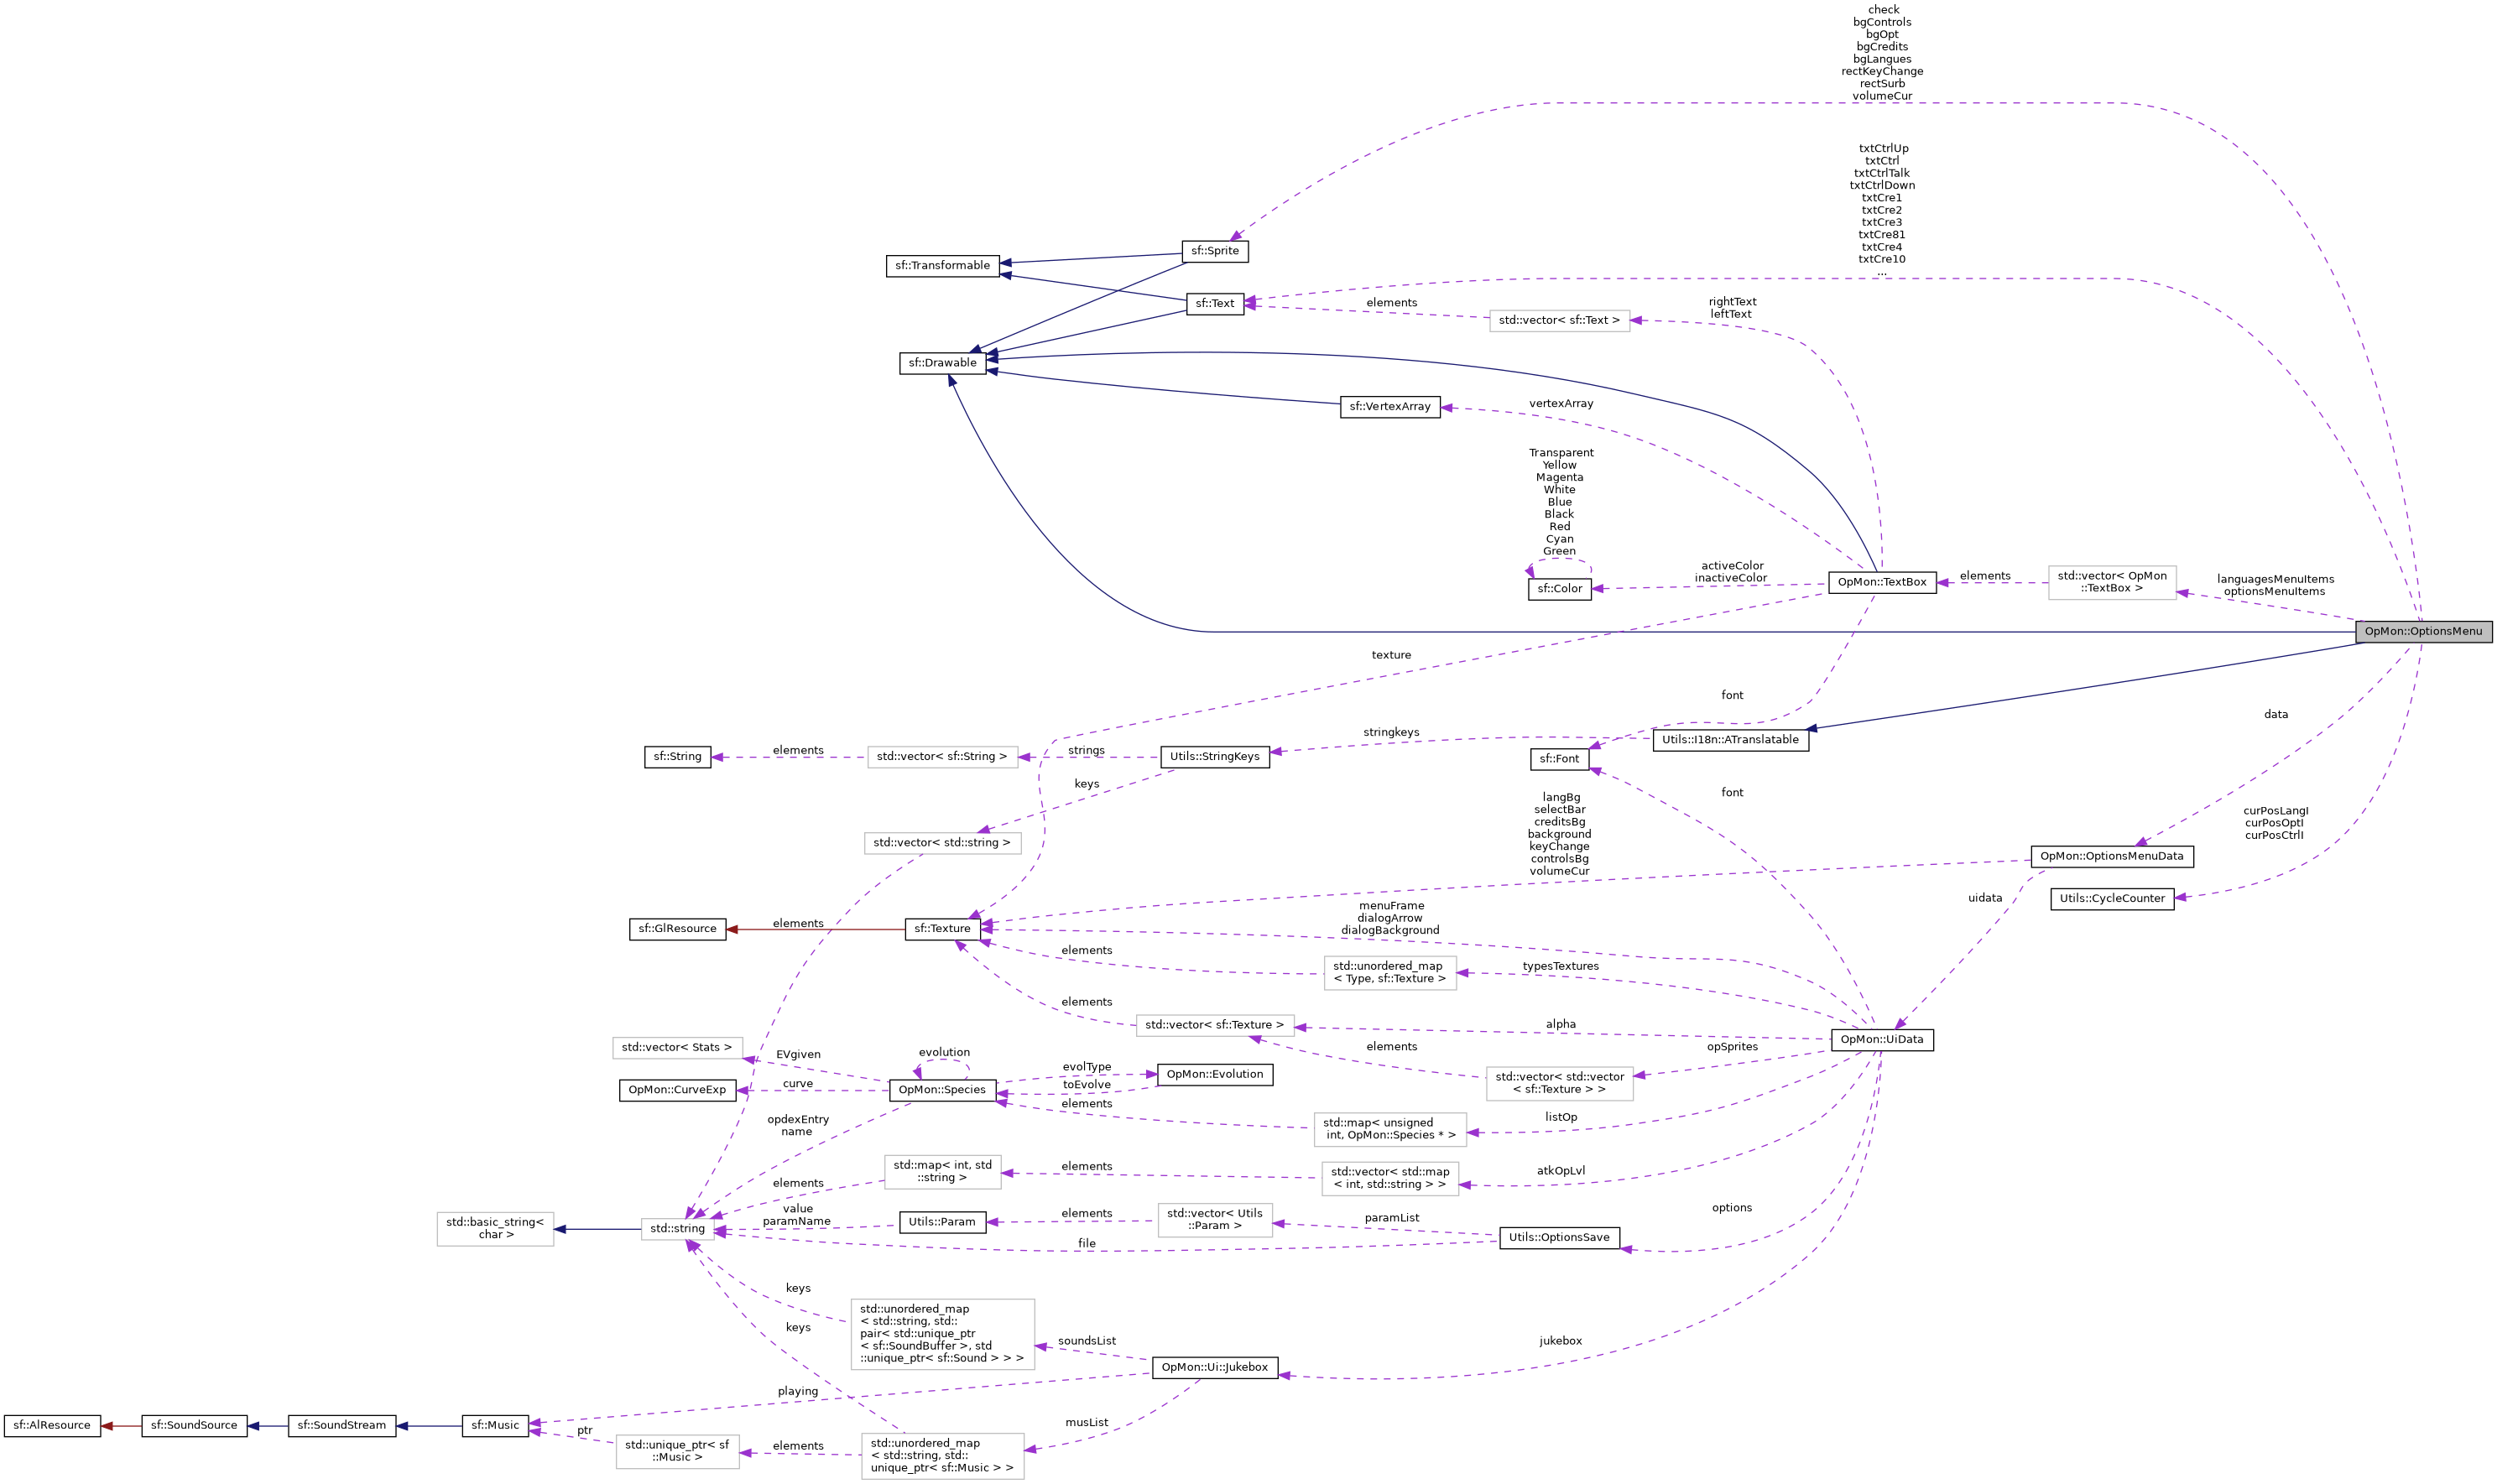 check
bgControls
bgOpt
bgCredits
bgLangues
rectKeyChange
rectSurb
volumeCur
txtCtrlUp
txtCtrl
txtCtrlTalk
txtCtrlDown
txtCre1
txtCre2
txtCre3
txtCre81
txtCre4
txtCre10
...
sf::Sprite
sf::Transformable
sf::Text
elements
rightText
leftText
std::vector< sf::Text >
sf::Drawable
sf::VertexArray
vertexArray
Transparent
Yellow
Magenta
White
Blue
Black
Red
Cyan
Green
sf::Color
activeColor
inactiveColor
OpMon::TextBox
elements
std::vector< OpMon
::TextBox >
languagesMenuItems
optionsMenuItems
OpMon::OptionsMenu
texture
font
data
stringkeys
Utils::I18n::ATranslatable
sf::String
elements
std::vector< sf::String >
strings
Utils::StringKeys
sf::Font
keys
font
langBg
selectBar
creditsBg
background
keyChange
controlsBg
volumeCur
curPosLangI
curPosOptI
curPosCtrlI
std::vector< std::string >
OpMon::OptionsMenuData
uidata
Utils::CycleCounter
sf::GlResource
elements
sf::Texture
menuFrame
dialogArrow
dialogBackground
elements
std::unordered_map
< Type, sf::Texture >
typesTextures
elements
std::vector< sf::Texture >
alpha
OpMon::UiData
std::vector< Stats >
EVgiven
evolution
elements
opSprites
OpMon::CurveExp
curve
OpMon::Species
evolType
toEvolve
OpMon::Evolution
std::vector< std::vector
< sf::Texture > >
elements
opdexEntry
name
std::map< unsigned
int, OpMon::Species * >
listOp
std::map< int, std
::string >
elements
std::vector< std::map
< int, std::string > >
atkOpLvl
elements
value
paramName
Utils::Param
elements
std::vector< Utils
::Param >
paramList
options
std::basic_string<
char >
std::string
file
Utils::OptionsSave
keys
std::unordered_map
< std::string, std::
pair< std::unique_ptr
< sf::SoundBuffer >, std
::unique_ptr< sf::Sound > > >
keys
soundsList
jukebox
OpMon::Ui::Jukebox
playing
musList
sf::AlResource
sf::SoundSource
sf::SoundStream
sf::Music
ptr
std::unique_ptr< sf
::Music >
elements
std::unordered_map
< std::string, std::
unique_ptr< sf::Music > >